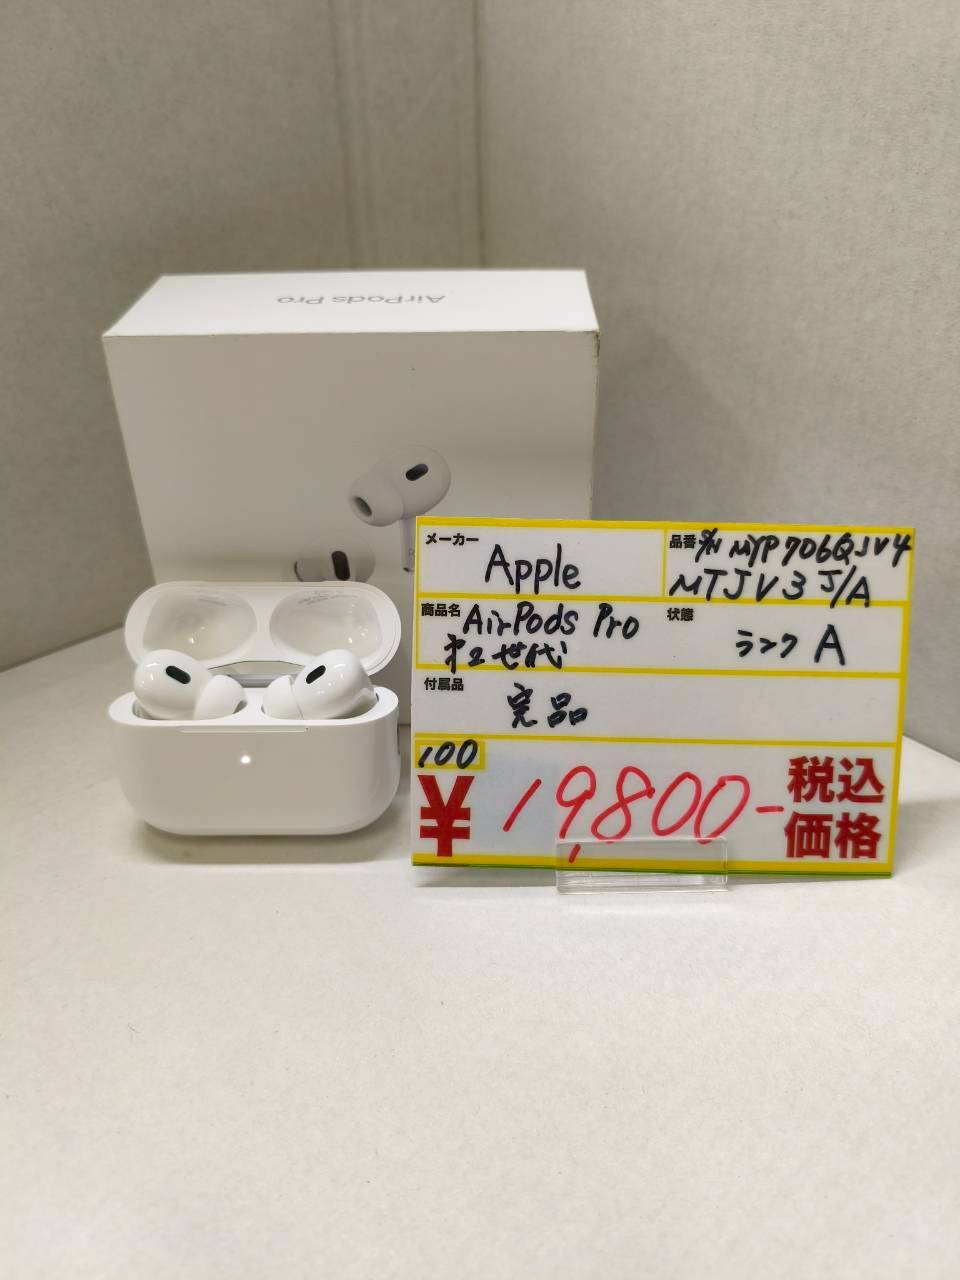 AirPods Pro
メーカー
Apple
品番 S/N MYP706QJV4
MTJV3J/A
商品名 AirPods Pro
第2世代
状態
ランク A
付属品
完品
100
¥19,800-
税込
価格